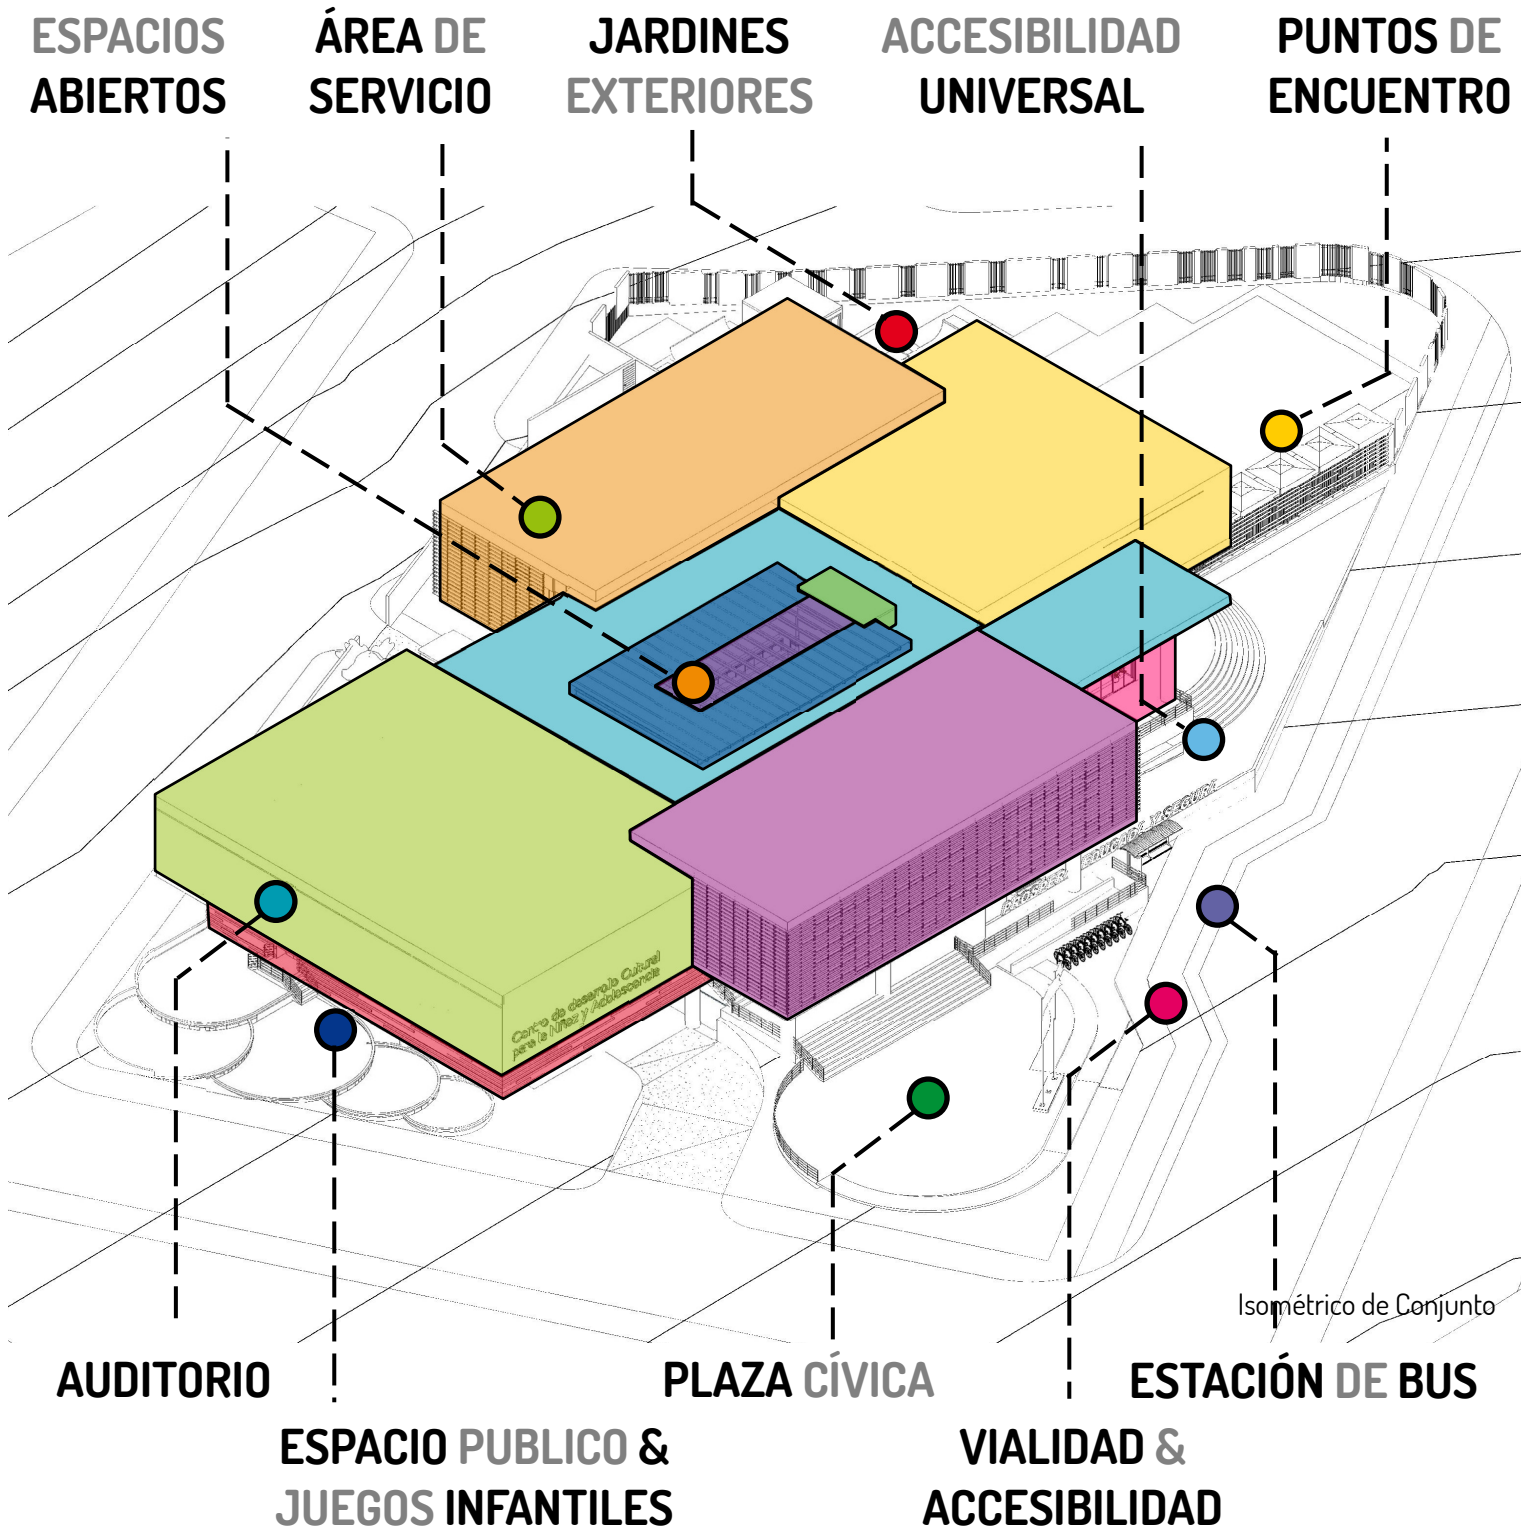 ESPACIOS
ABIERTOS
ÁREA DE
SERVICIO
JARDINES
EXTERIORES
ACCESIBILIDAD
UNIVERSAL
PUNTOS DE
ENCUENTRO
Centro de desarrollo Cultural
para la Niñez y Adolescencia
Isométrico de Conjunto
AUDITORIO
PLAZA CÍVICA
ESTACIÓN DE BUS
ESPACIO PUBLICO &
JUEGOS INFANTILES
VIALIDAD &
ACCESIBILIDAD